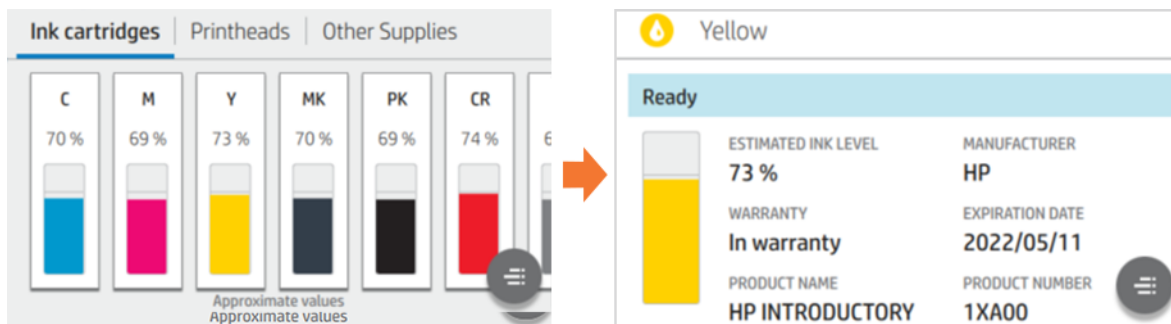 Ink cartridges | Printheads | Other Supplies
C M Y MK PK CR
70 % 69 % 73 % 70 % 69 % 74 % 6
Approximate values
Approximate values
Yellow
Ready
ESTIMATED INK LEVEL MANUFACTURER
73 % HP
WARRANTY EXPIRATION DATE
In warranty 2022/05/11
PRODUCT NAME PRODUCT NUMBER
HP INTRODUCTORY 1XA00